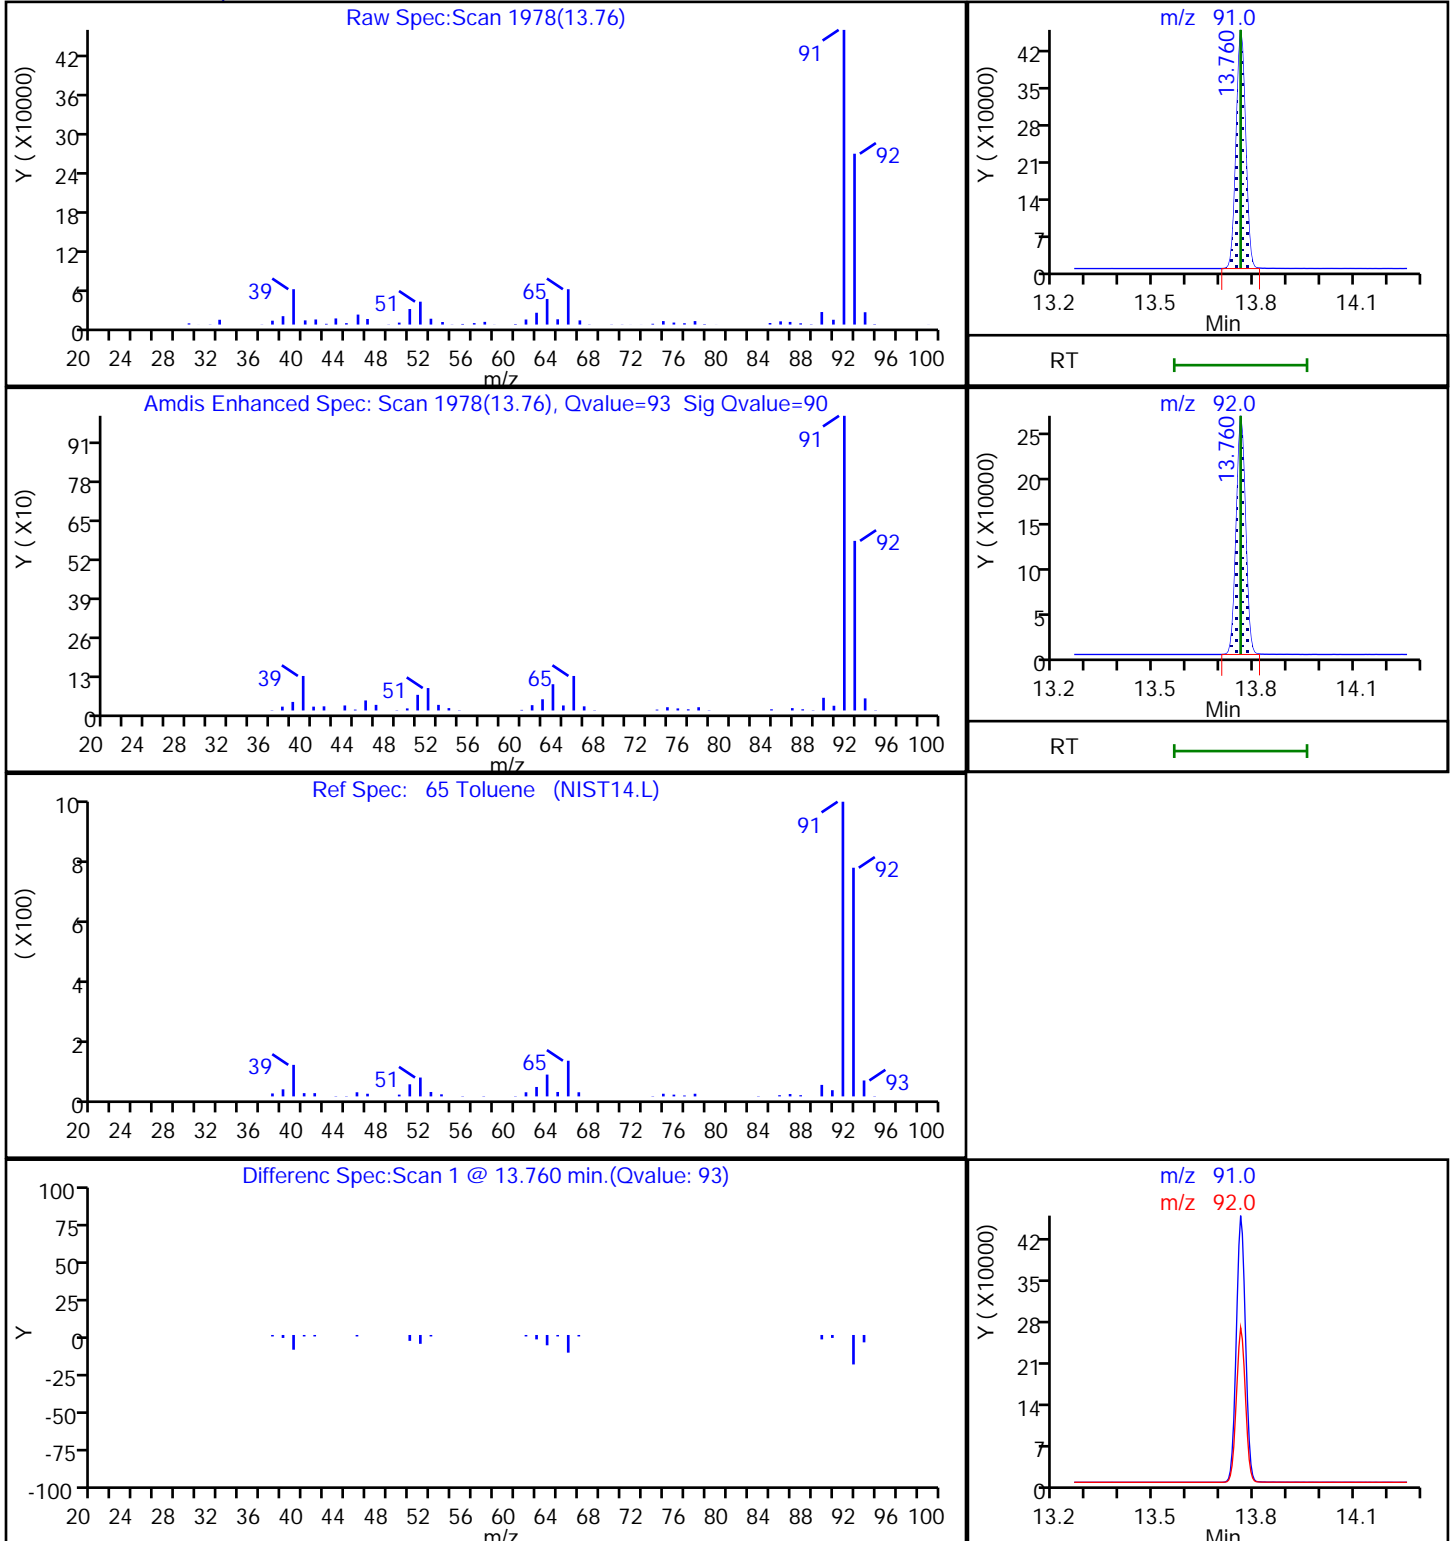 Raw Spec:Scan 1978(13.76)
Y ( X10000)
42
36
30
24
18
12
6
0
91
92
39
51
65
20 24 28 32 36 40 44 48 52 56 60 64 68 72 76 80 84 88 92 96 100
m/z
m/z 91.0
Y ( X10000)
42
35
28
21
14
7
0
13.760
13.2 13.5 13.8 14.1
Min
RT
Amdis Enhanced Spec: Scan 1978(13.76), Qvalue=93 Sig Qvalue=90
Y ( X10)
91
78
65
52
39
26
13
0
91
92
39
51
65
20 24 28 32 36 40 44 48 52 56 60 64 68 72 76 80 84 88 92 96 100
m/z
m/z 92.0
Y ( X10000)
25
20
15
10
5
0
13.760
13.2 13.5 13.8 14.1
Min
RT
Ref Spec: 65 Toluene (NIST14.L)
( X100)
10
8
6
4
2
0
91
92
39
51
65
93
20 24 28 32 36 40 44 48 52 56 60 64 68 72 76 80 84 88 92 96 100
Differenc Spec:Scan 1 @ 13.760 min.(Qvalue: 93)
Y
100
75
50
25
0
-25
-50
-75
-100
20 24 28 32 36 40 44 48 52 56 60 64 68 72 76 80 84 88 92 96 100
m/z
m/z 91.0
m/z 92.0
Y ( X10000)
42
35
28
21
14
7
0
13.2 13.5 13.8 14.1
Min